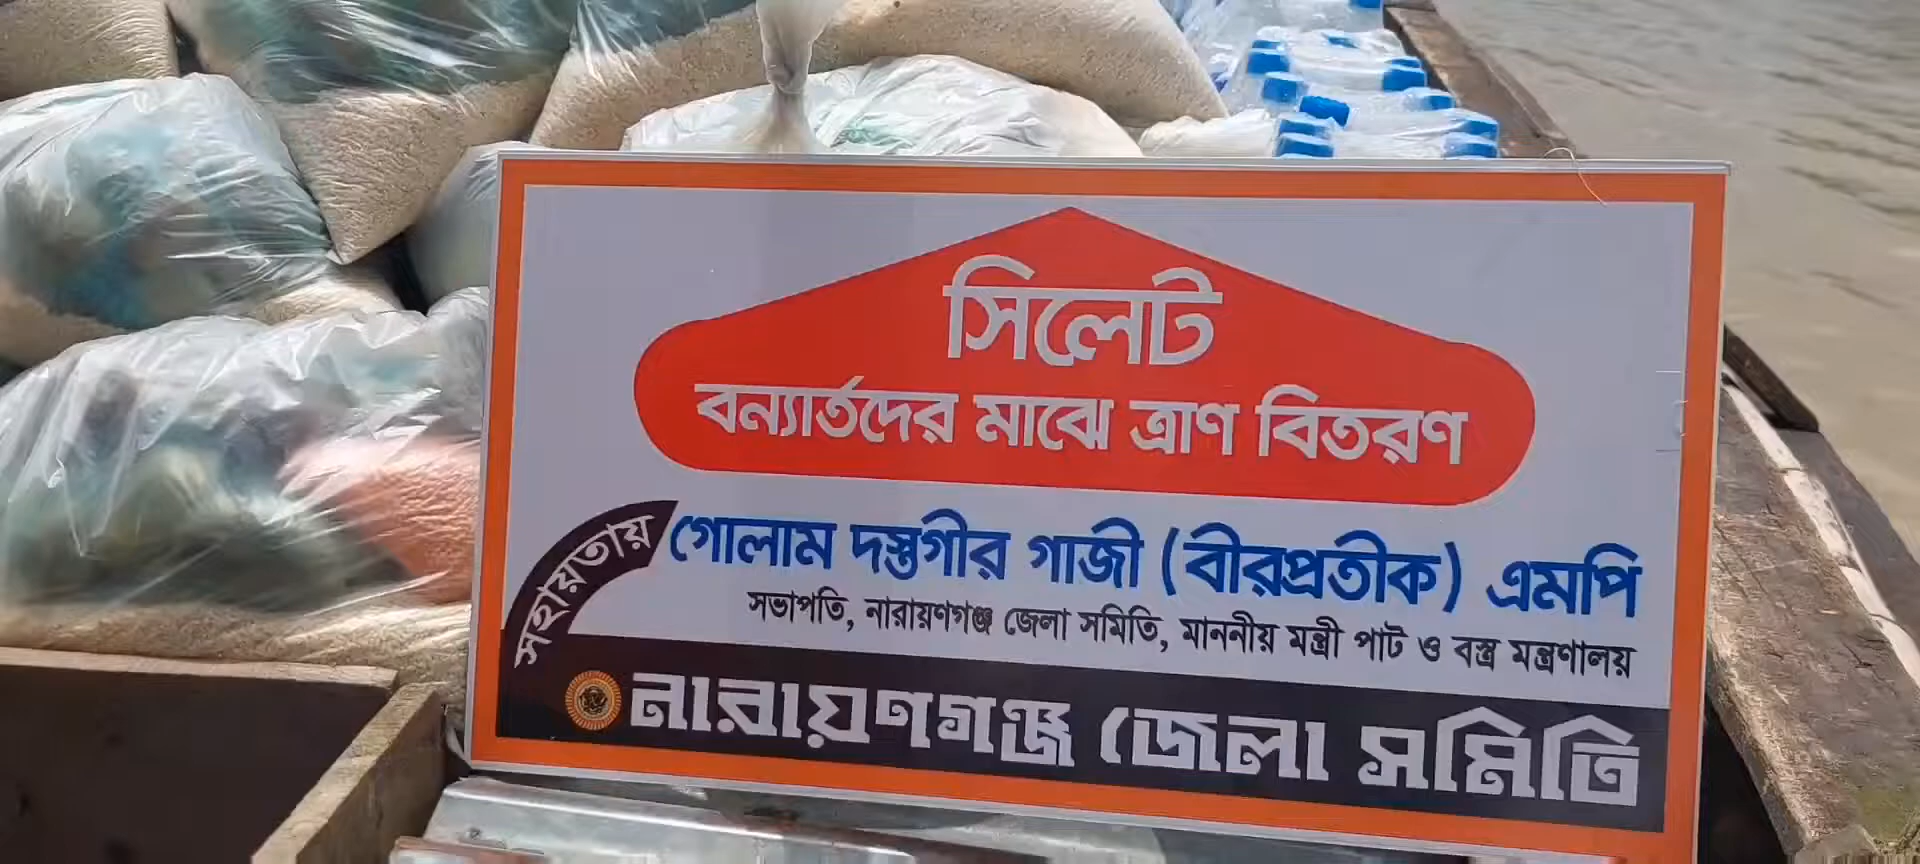 সিলেট
বন্যার্তদের মাঝে ত্রাণ বিতরণ
সহায়তায়
গোলাম দস্তগীর গাজী (বীরপ্রতীক) এমপি
সভাপতি, নারায়ণগঞ্জ জেলা সমিতি, মাননীয় মন্ত্রী পাট ও বস্ত্র মন্ত্রণালয়
নারায়ণগঞ্জ জেলা সমিতি